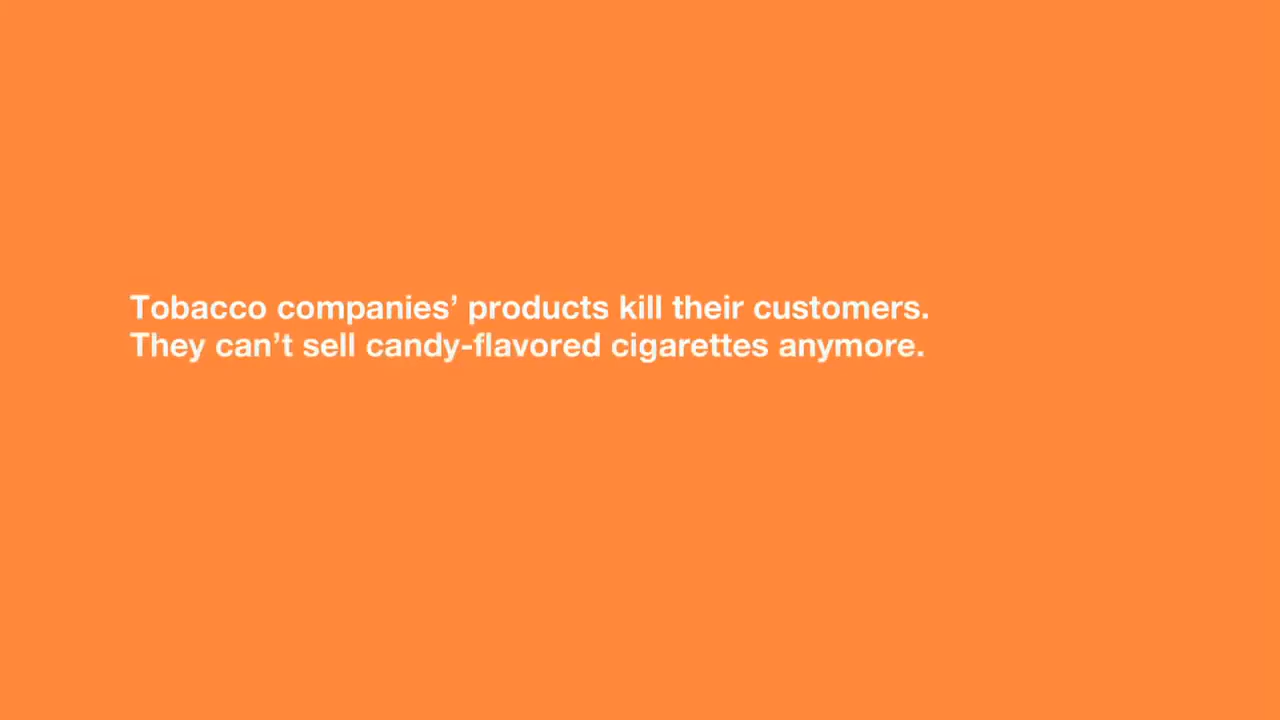 Tobacco companies’ products kill their customers.
They can’t sell candy-flavored cigarettes anymore.